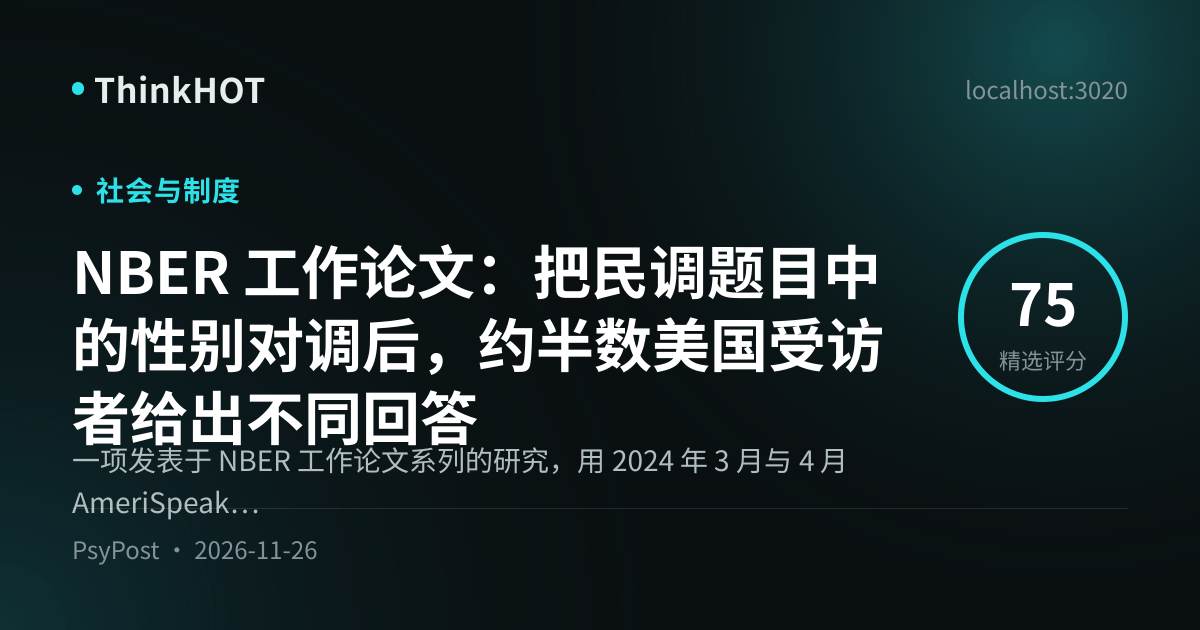 ThinkHOT
localhost:3020
社会与制度
NBER 工作论文：把民调题目中
的性别对调后，约半数美国受访
者给出不同回答
75
精选评分
一项发表于 NBER 工作论文系列的研究，用 2024 年 3 月与 4 月
AmeriSpeak…
PsyPost · 2026-11-26